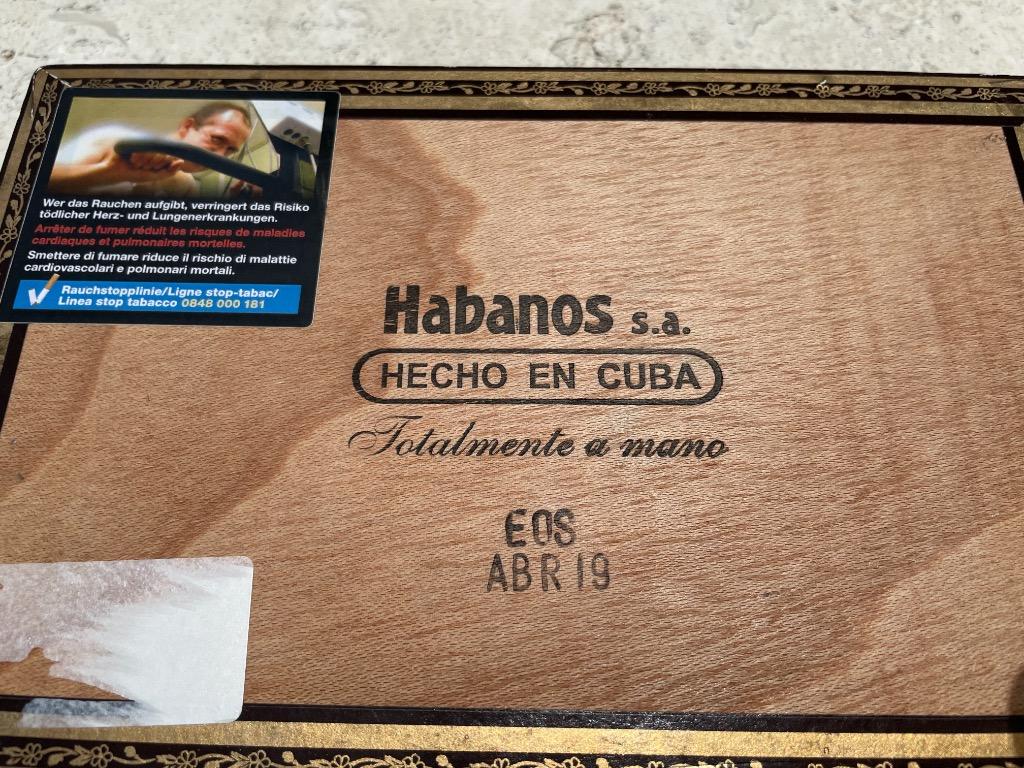 Wer das Rauchen aufgibt, verringert das Risiko
tödlicher Herz- und Lungenerkrankungen.
Arrêter de fumer réduit les risques de maladies
cardiaques et pulmonaires mortelles.
Smettere di fumare riduce il rischio di malattie
cardiovascolari e polmonari mortali.
Rauchstopplinie/Ligne stop-tabac/
Linea stop tabacco 0848 000 181
Habanos s.a.
HECHO EN CUBA
Totalmente a mano
EOS
ABR 19